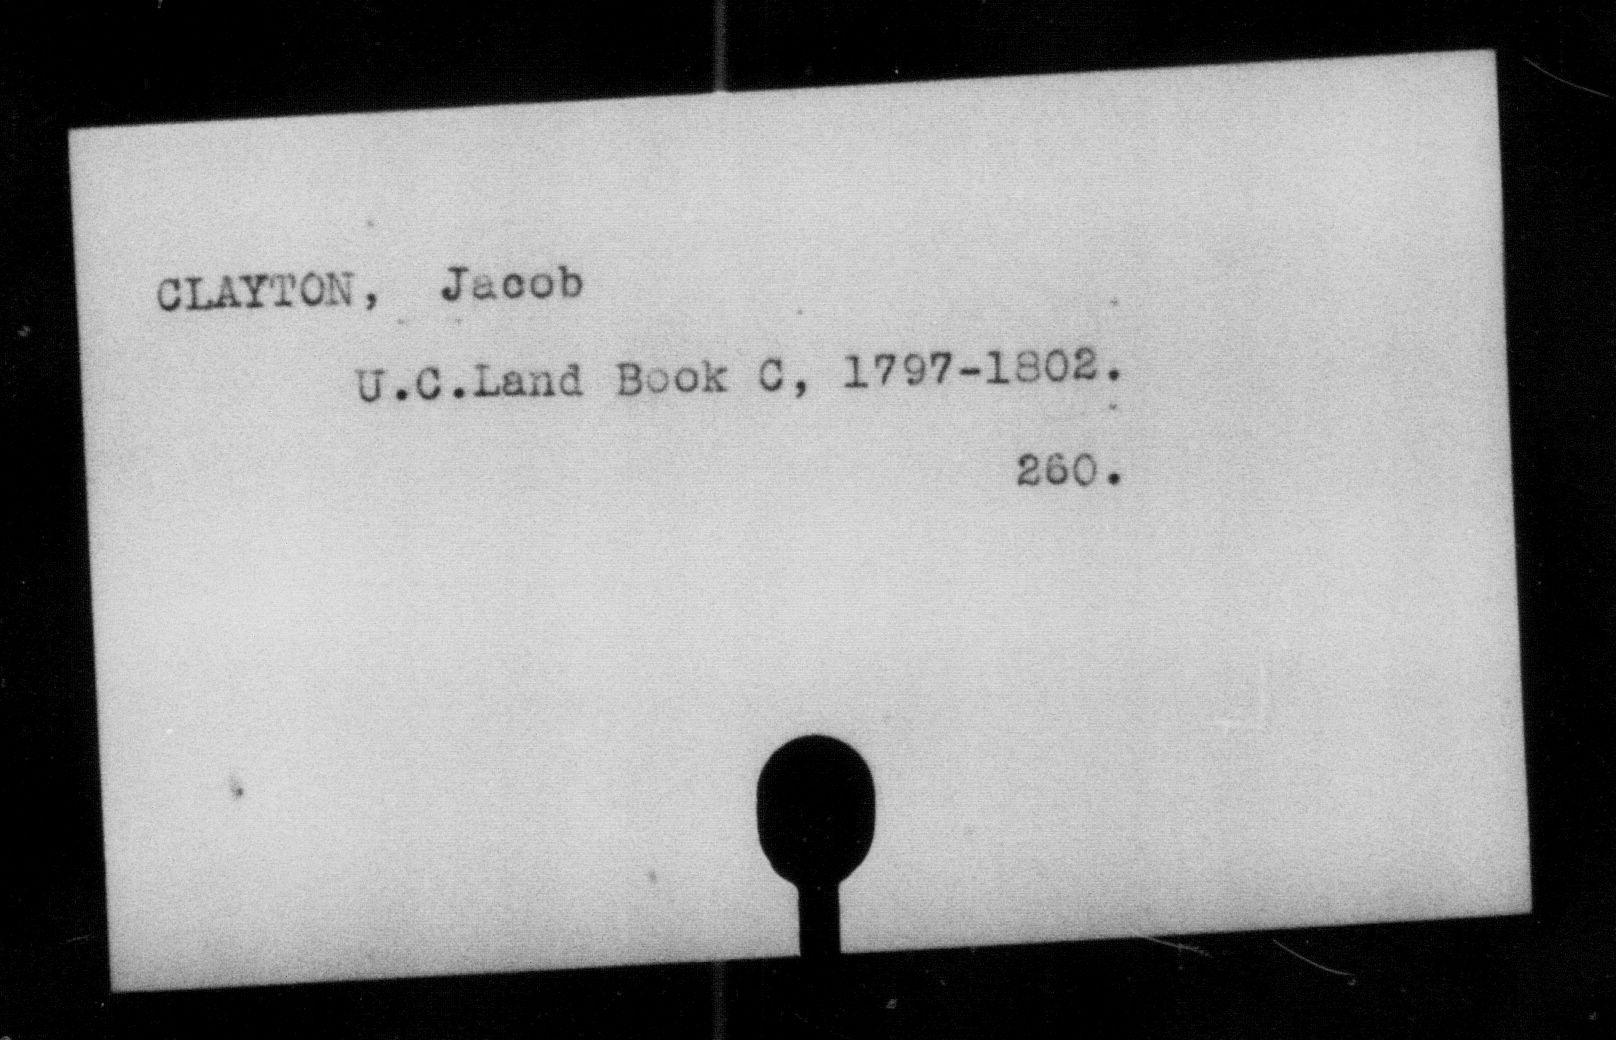 CLAYTON, Jacob
U.C.Land Book C, 1797-1802.
260.